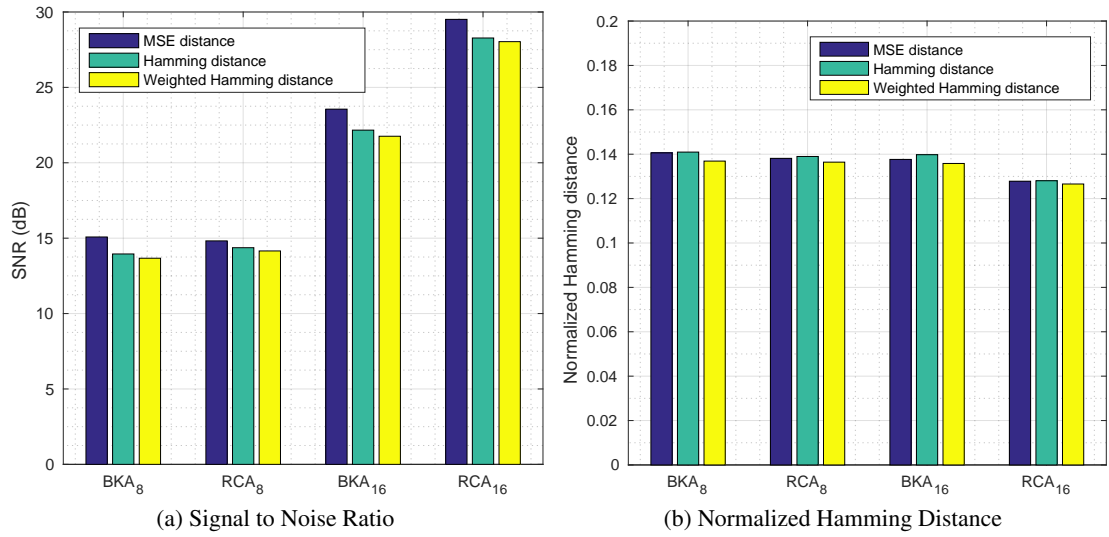 30
25
20
15
10
5
0
SNR (dB)
MSE distance
Hamming distance
Weighted Hamming distance
BKA8 RCA8 BKA16 RCA16
(a) Signal to Noise Ratio
0.2
0.18
0.16
0.14
0.12
0.1
0.08
0.06
0.04
0.02
0
Normalized Hamming distance
MSE distance
Hamming distance
Weighted Hamming distance
BKA8 RCA8 BKA16 RCA16
(b) Normalized Hamming Distance